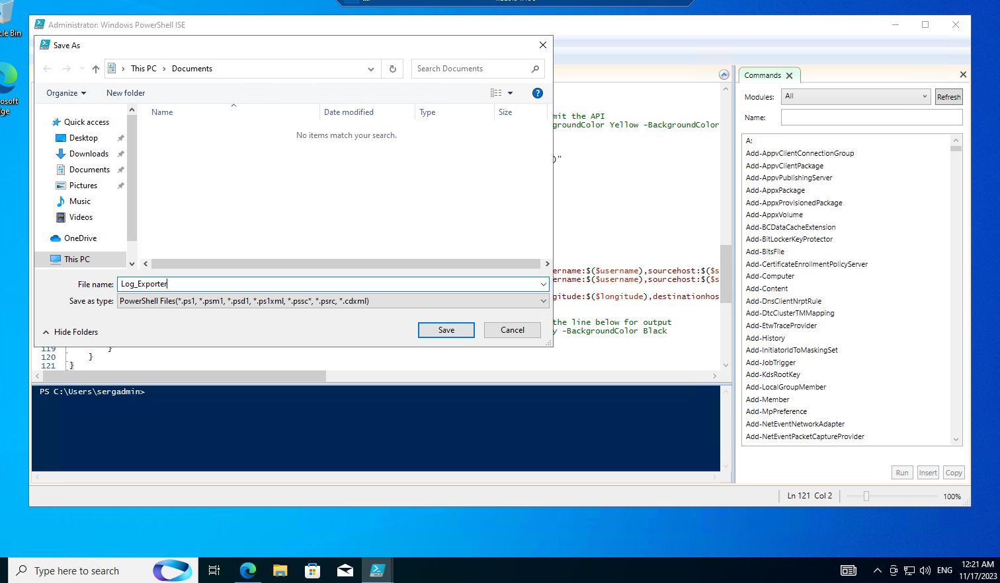 cle Bin
osoft
ge
Administrator: Windows PowerShell ISE
Save As
This PC
Documents
Search Documents
Organize
New folder
Name
Date modified
Type
Size
No items match your search.
Quick access
Desktop
Downloads
Documents
Pictures
Music
Videos
OneDrive
This PC
File name: Log_Exporter
Save as type: PowerShell Files(*.ps1, *.psm1, *.psd1, *.ps1xml, *.pssc*, *.psrc, *.cdxml)
Hide Folders
Save
Cancel
mit the API
groundColor Yellow -BackgroundColor
)"
ername:$($username),sourcehost:$($s
ername:$($username),sourcehost:$($s
gitude:$($longitude),destinationhos
the line below for output
y -BackgroundColor Black
119 }
120 }
121 }
PS C:\Users\sergadmin>
Commands
Modules: All
Refresh
Name:
A:
Add-AppvClientConnectionGroup
Add-AppvClientPackage
Add-AppvPublishingServer
Add-AppxPackage
Add-AppxProvisionedPackage
Add-AppxVolume
Add-BCDataCacheExtension
Add-BitLockerKeyProtector
Add-BitsFile
Add-CertificateEnrollmentPolicyServer
Add-Computer
Add-Content
Add-DnsClientNrptRule
Add-DtcClusterTMMapping
Add-EtwTraceProvider
Add-History
Add-InitiatorIdToMaskingSet
Add-JobTrigger
Add-KdsRootKey
Add-LocalGroupMember
Add-Member
Add-MpPreference
Add-NetEventNetworkAdapter
Add-NetEventPacketCaptureProvider
Run
Insert
Copy
Ln 121 Col 2
100%
Type here to search
ENG
12:21 AM
11/17/2023